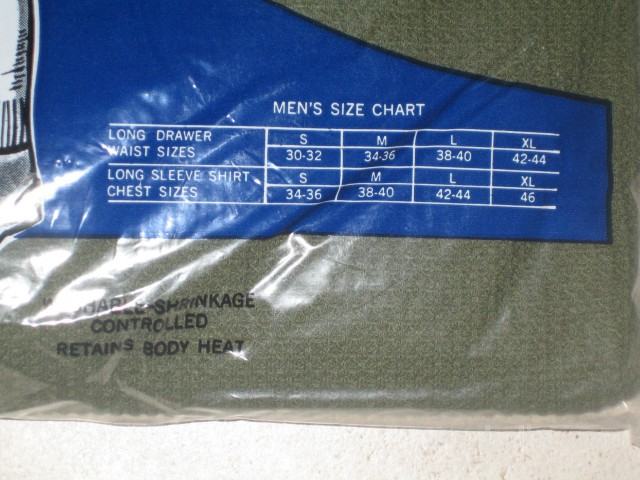 MEN'S SIZE CHART
LONG DRAWER WAIST SIZES S M L XL
30-32 34-36 38-40 42-44
LONG SLEEVE SHIRT CHEST SIZES S M L XL
34-36 38-40 42-44 46
WASHABLE-SHRINKAGE
CONTROLLED
RETAINS BODY HEAT